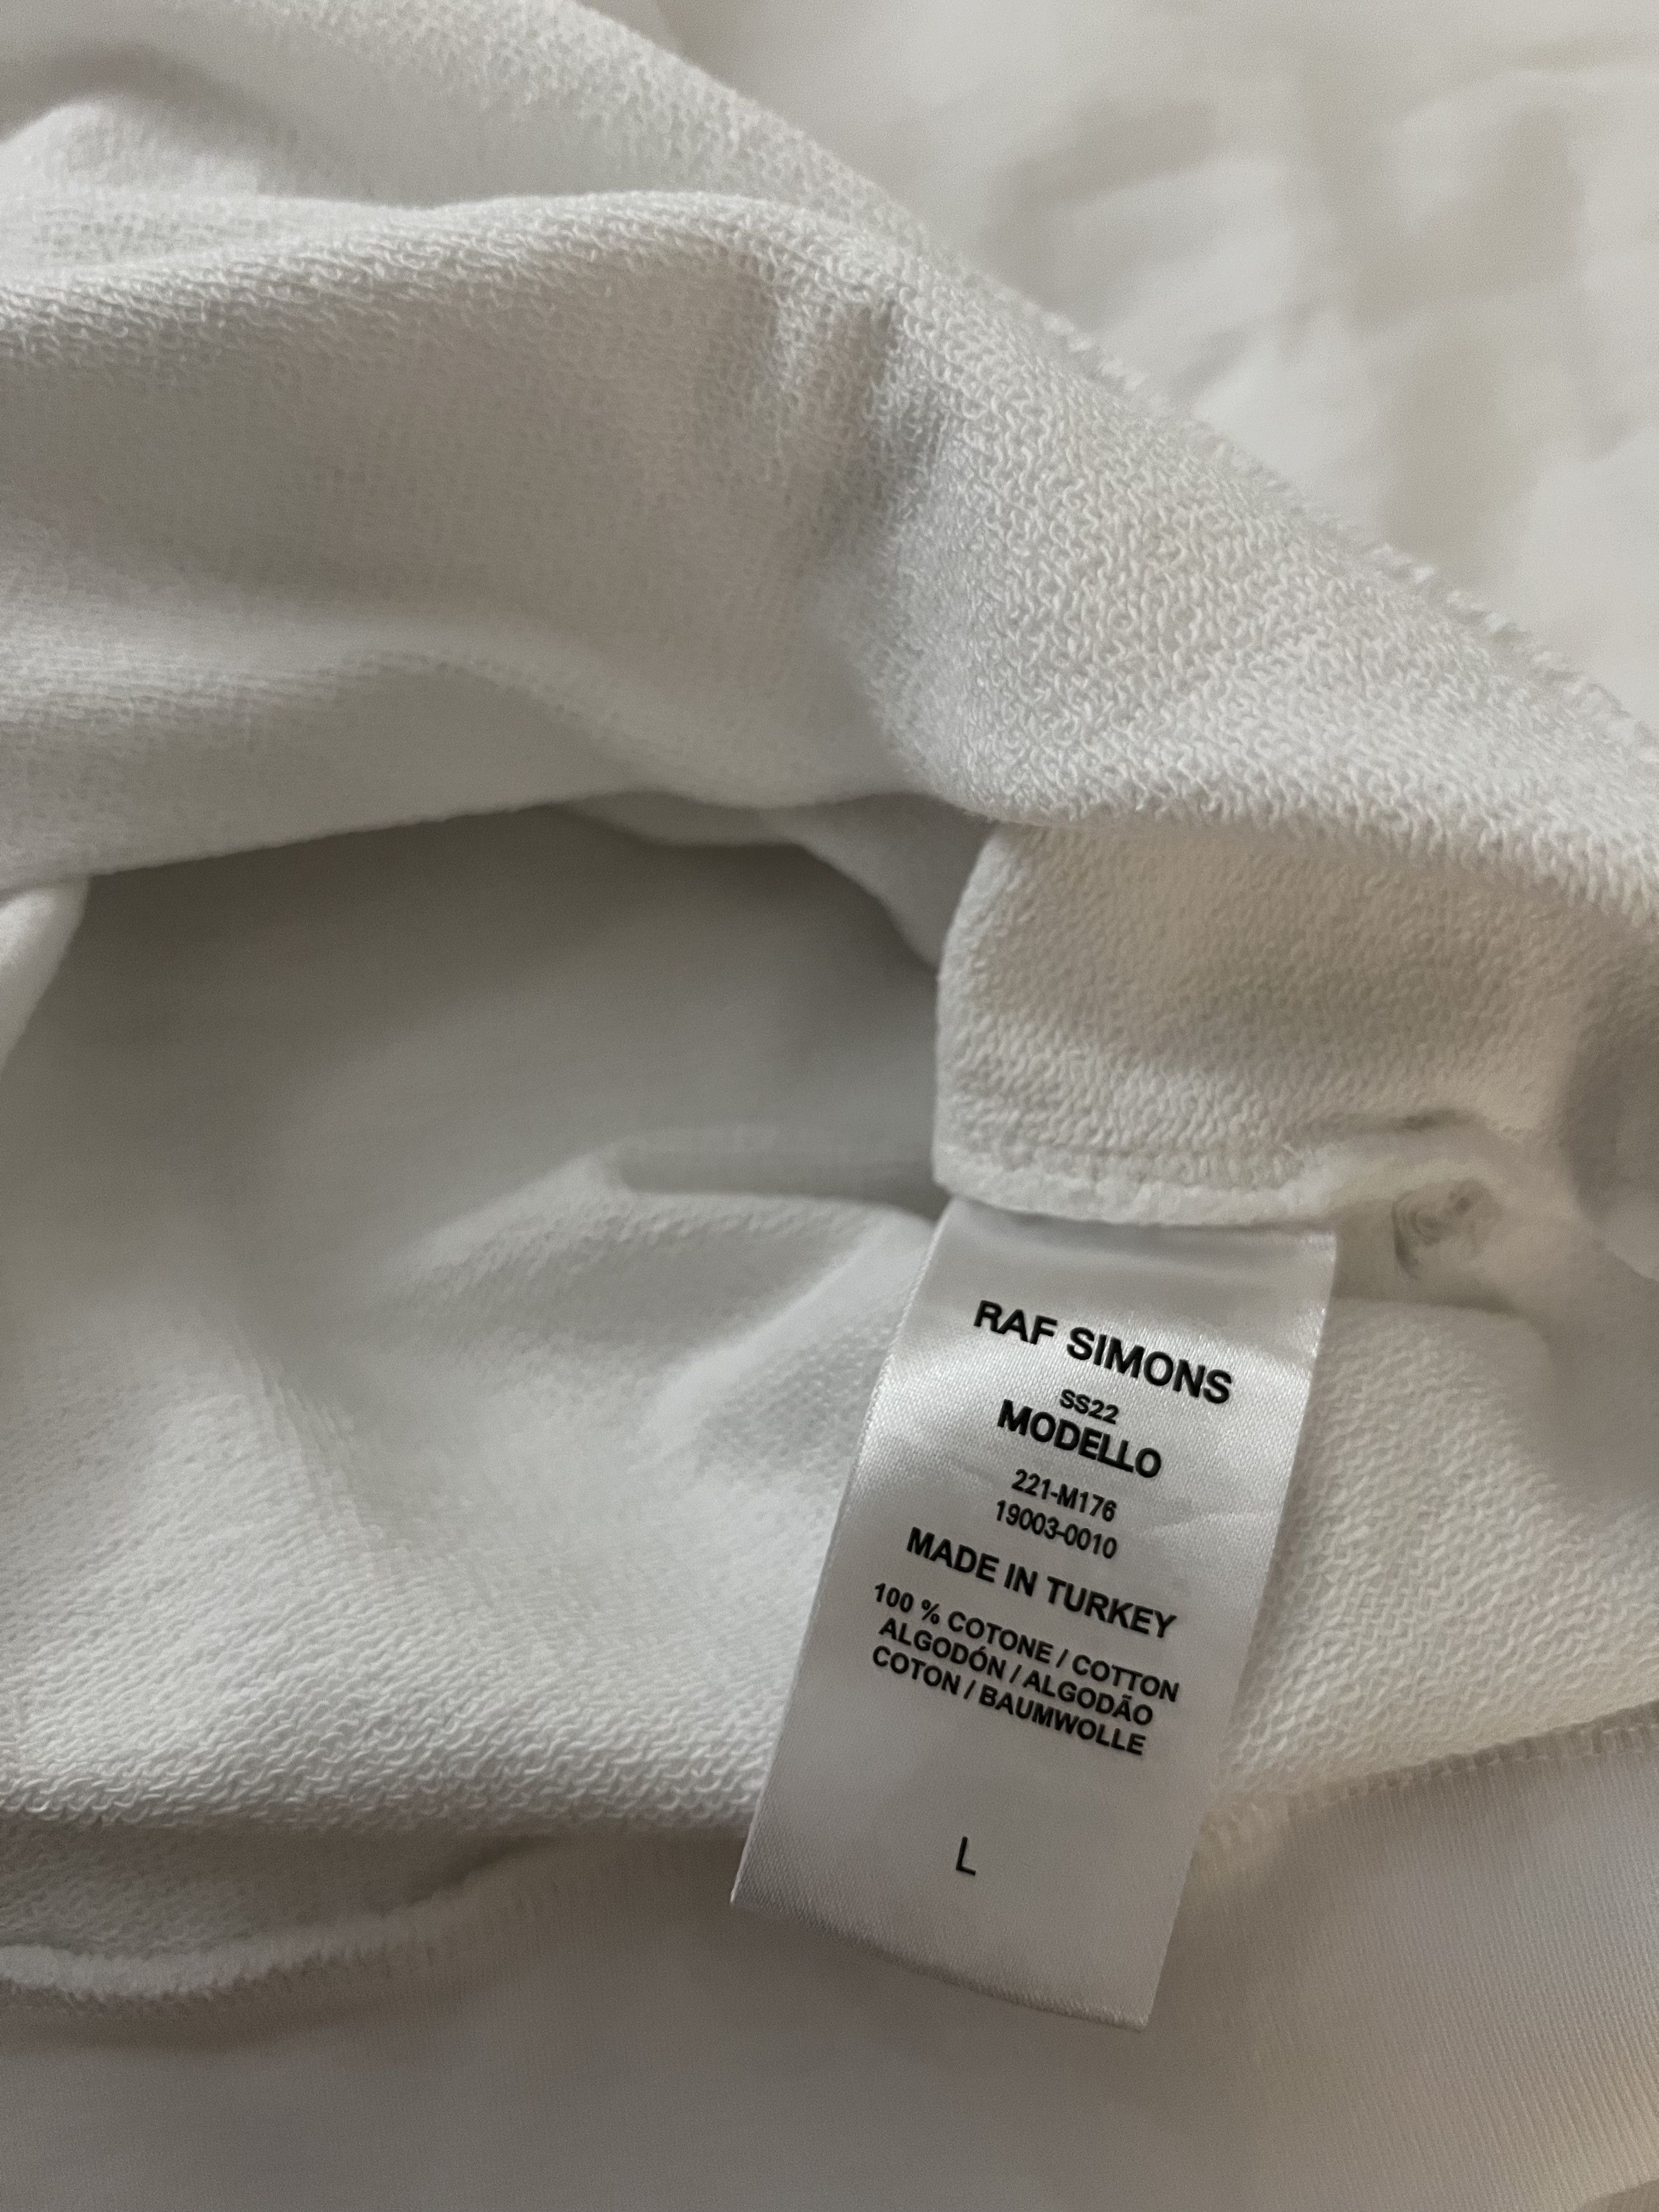 RAF SIMONS
SS22
MODELLO
221-M176
19003-0010
MADE IN TURKEY
100 % COTONE / COTTON
ALGODÓN / ALGODÃO
COTON / BAUMWOLLE
L